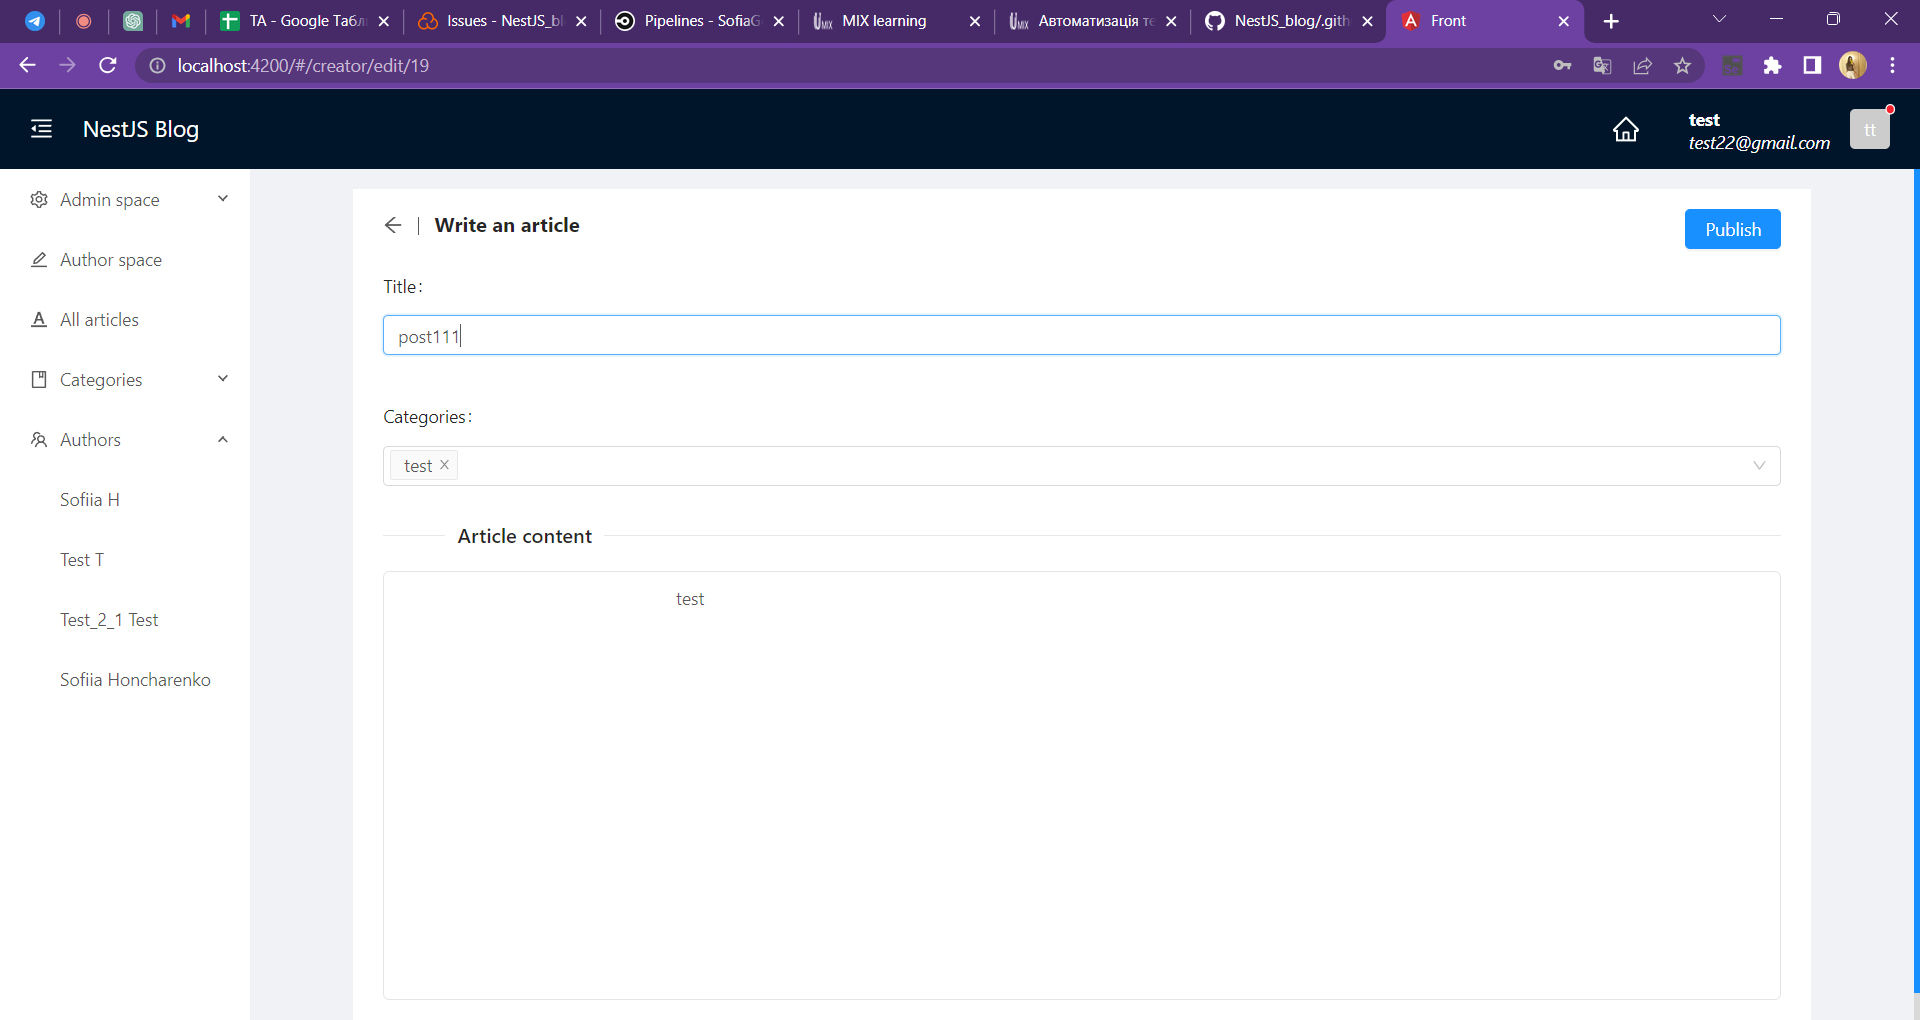 TA - Google Табл
Issues - NestJS_bl
Pipelines - SofiaG
MIX learning
Автоматизація те
NestJS_blog/.gith
Front
localhost:4200/#/creator/edit/19
NestJS Blog
test
test22@gmail.com
tt
Admin space
Author space
All articles
Categories
Authors
Sofiia H
Test T
Test_2_1 Test
Sofiia Honcharenko
Write an article
Publish
Title:
post111
Categories:
test
Article content
test